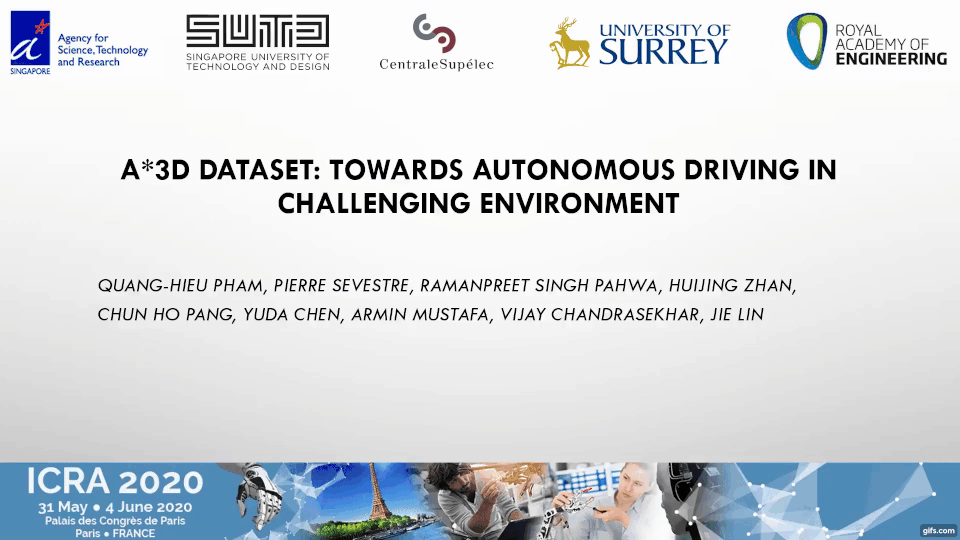 Agency for
Science, Technology
and Research
SINGAPORE
SUTD
SINGAPORE UNIVERSITY OF
TECHNOLOGY AND DESIGN
CentraleSupélec
UNIVERSITY OF
SURREY
ROYAL
ACADEMY OF
ENGINEERING
A*3D DATASET: TOWARDS AUTONOMOUS DRIVING IN
CHALLENGING ENVIRONMENT
QUANG-HIEU PHAM, PIERRE SEVESTRE, RAMANPREET SINGH PAHWA, HUIJING ZHAN,
CHUN HO PANG, YUDA CHEN, ARMIN MUSTAFA, VIJAY CHANDRASEKHAR, JIE LIN
ICRA 2020
31 May ● 4 June 2020
Palais des Congrès de Paris
Paris ● FRANCE
gifs.com